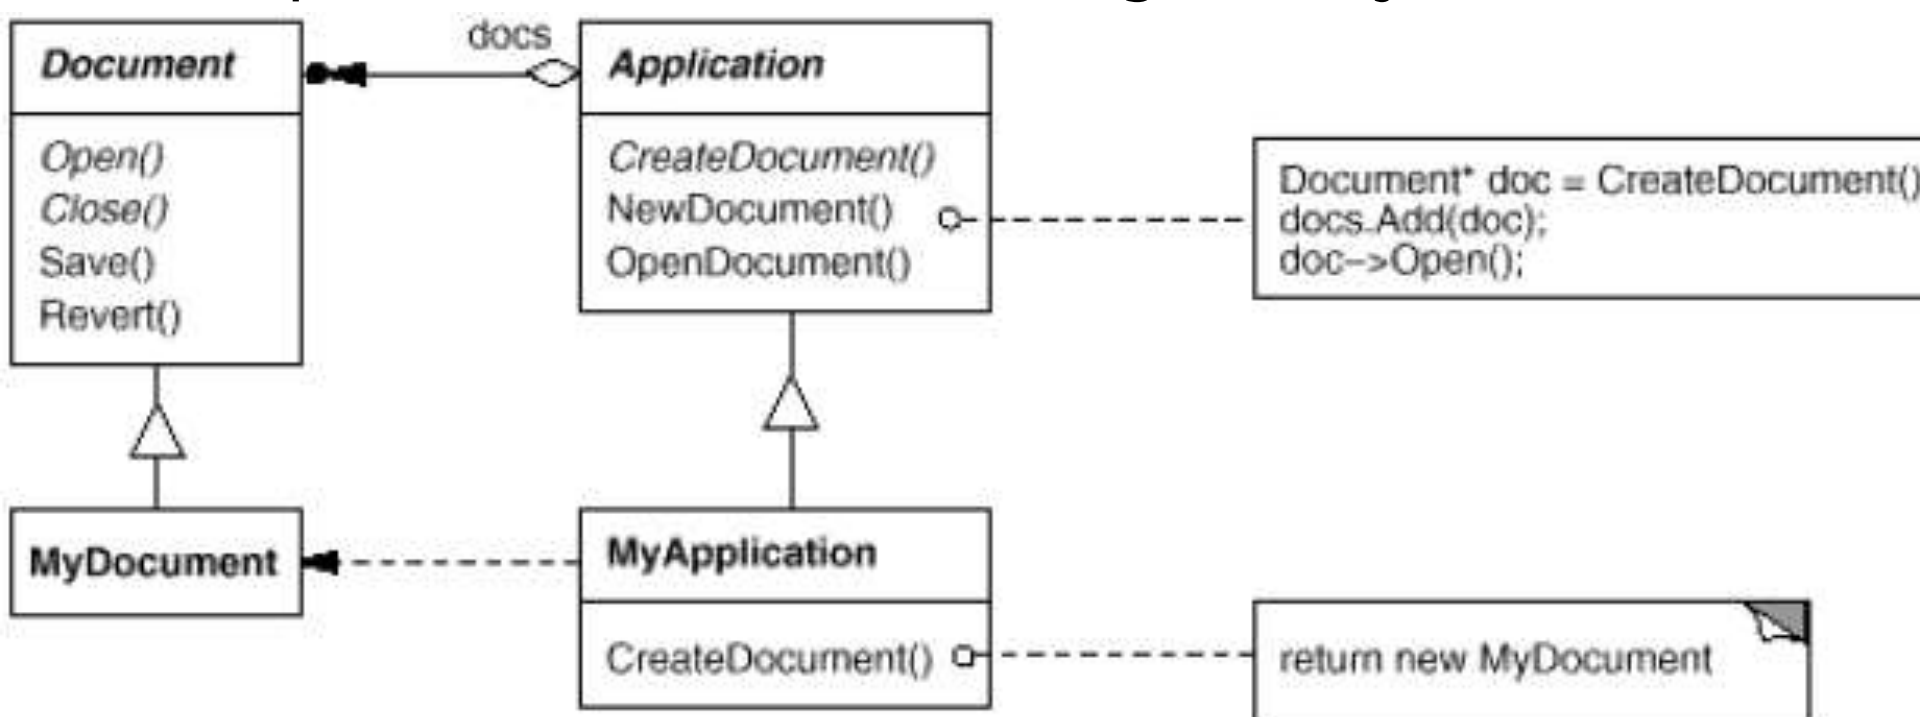 docs
Document
Open()
Close()
Save()
Revert()
Application
CreateDocument()
NewDocument()
OpenDocument()
Document* doc = CreateDocument()
docs.Add(doc);
doc->Open();
MyDocument
MyApplication
CreateDocument()
return new MyDocument